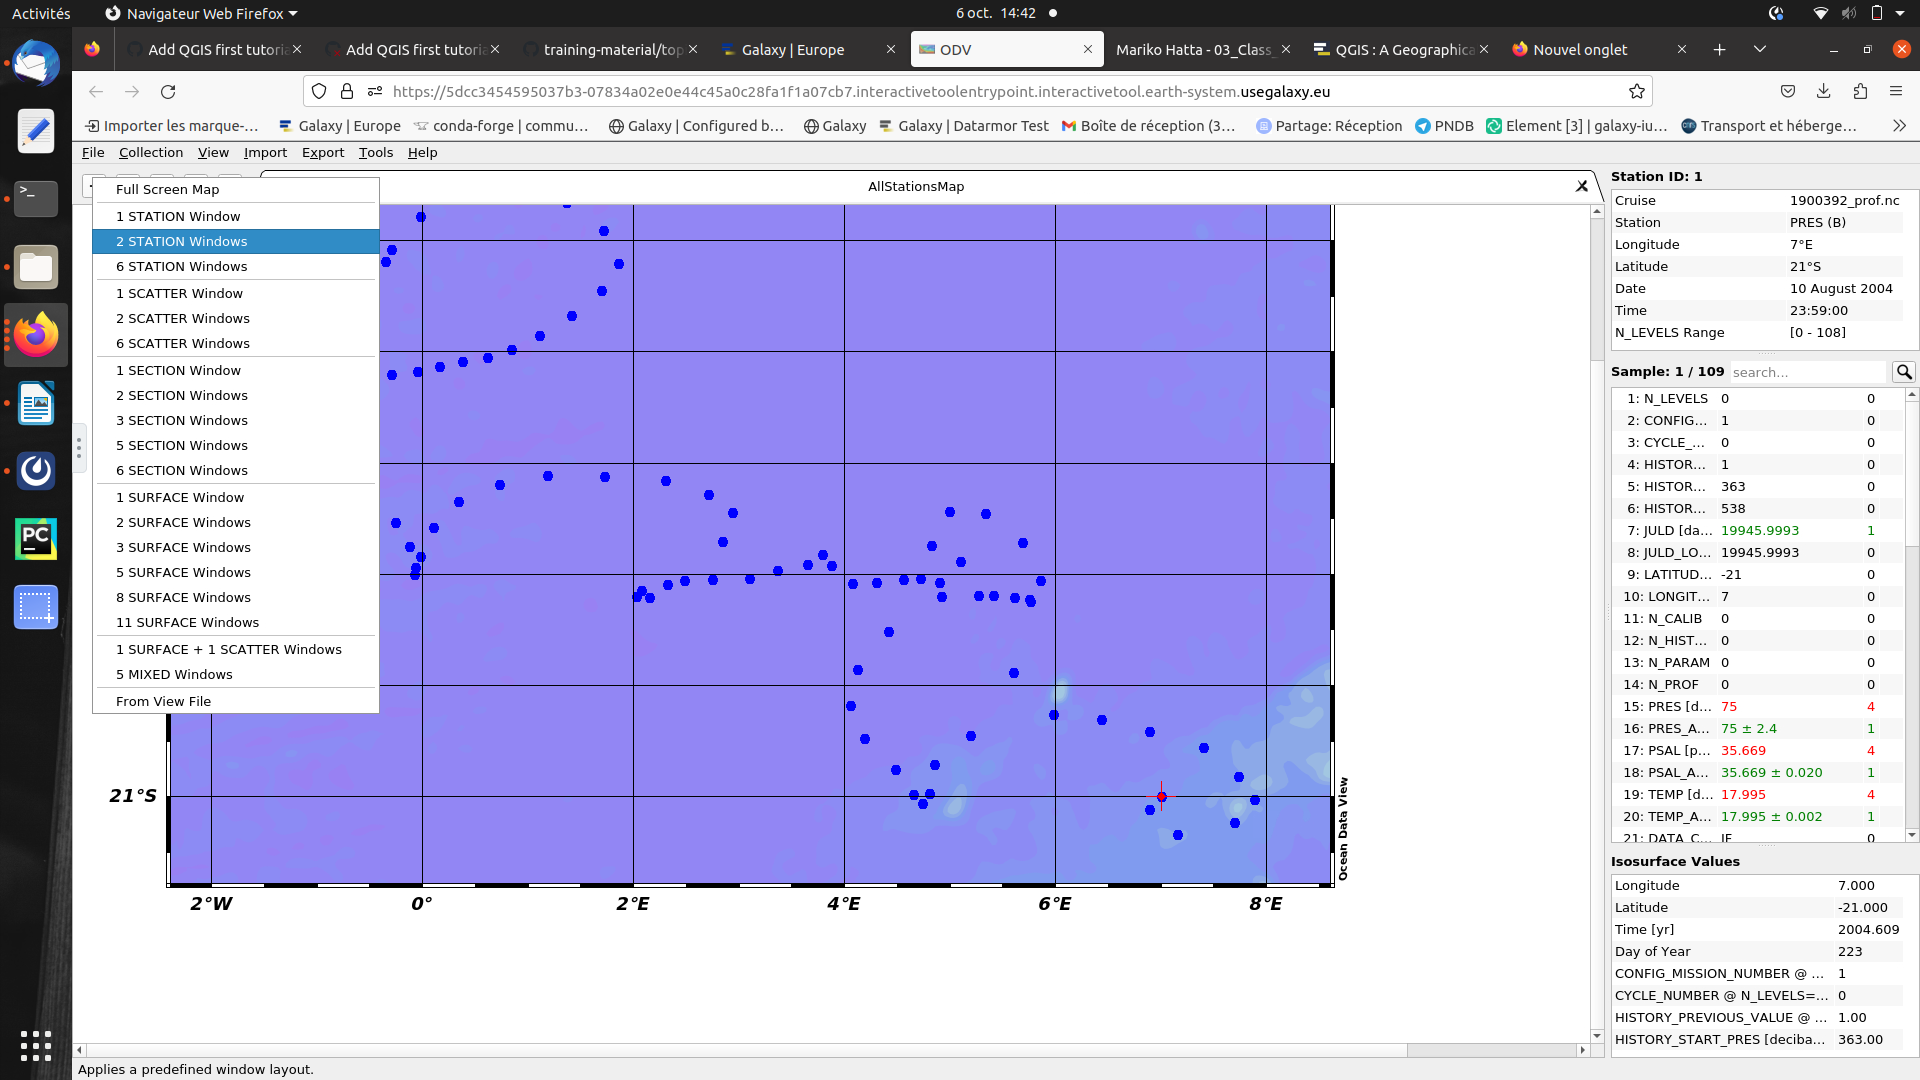 Activités
Navigateur Web Firefox
6 oct. 14:42
Add QGIS first tutoria
Add QGIS first tutoria
training-material/top
Galaxy | Europe
ODV
Mariko Hatta - 03_Class_
QGIS : A Geographica
Nouvel onglet
https://5dcc3454595037b3-07834a02e0e44c45a0c28fa1f1a07cb7.interactivetoolentrypoint.interactivetool.earth-system.usegalaxy.eu
Importer les marque-…
Galaxy | Europe
conda-forge | commu…
Galaxy | Configured b…
Galaxy
Galaxy | Datarmor Test
Boîte de réception (3…
Partage: Réception
PNDB
Element [3] | galaxy-iu…
Transport et héberge…
File Collection View Import Export Tools Help
AllStationsMap
Full Screen Map
1 STATION Window
2 STATION Windows
6 STATION Windows
1 SCATTER Window
2 SCATTER Windows
6 SCATTER Windows
1 SECTION Window
2 SECTION Windows
3 SECTION Windows
5 SECTION Windows
6 SECTION Windows
1 SURFACE Window
2 SURFACE Windows
3 SURFACE Windows
5 SURFACE Windows
8 SURFACE Windows
11 SURFACE Windows
1 SURFACE + 1 SCATTER Windows
5 MIXED Windows
From View File
21°S
2°W 0° 2°E 4°E 6°E 8°E
Ocean Data View
Station ID: 1
Cruise 1900392_prof.nc
Station PRES (B)
Longitude 7°E
Latitude 21°S
Date 10 August 2004
Time 23:59:00
N_LEVELS Range [0 - 108]
Sample: 1 / 109 search...
1: N_LEVELS 0 0
2: CONFIG... 1 0
3: CYCLE_... 0 0
4: HISTOR... 1 0
5: HISTOR... 363 0
6: HISTOR... 538 0
7: JULD [da... 19945.9993 1
8: JULD_LO... 19945.9993 0
9: LATITUD... -21 0
10: LONGIT... 7 0
11: N_CALIB 0 0
12: N_HIST... 0 0
13: N_PARAM 0 0
14: N_PROF 0 0
15: PRES [d... 75 4
16: PRES_A... 75 ± 2.4 1
17: PSAL [p... 35.669 4
18: PSAL_A... 35.669 ± 0.020 1
19: TEMP [d... 17.995 4
20: TEMP_A... 17.995 ± 0.002 1
21: DATA_C... IF 0
Isosurface Values
Longitude 7.000
Latitude -21.000
Time [yr] 2004.609
Day of Year 223
CONFIG_MISSION_NUMBER @ ... 1
CYCLE_NUMBER @ N_LEVELS=... 0
HISTORY_PREVIOUS_VALUE @ ... 1.00
HISTORY_START_PRES [deciba... 363.00
Applies a predefined window layout.